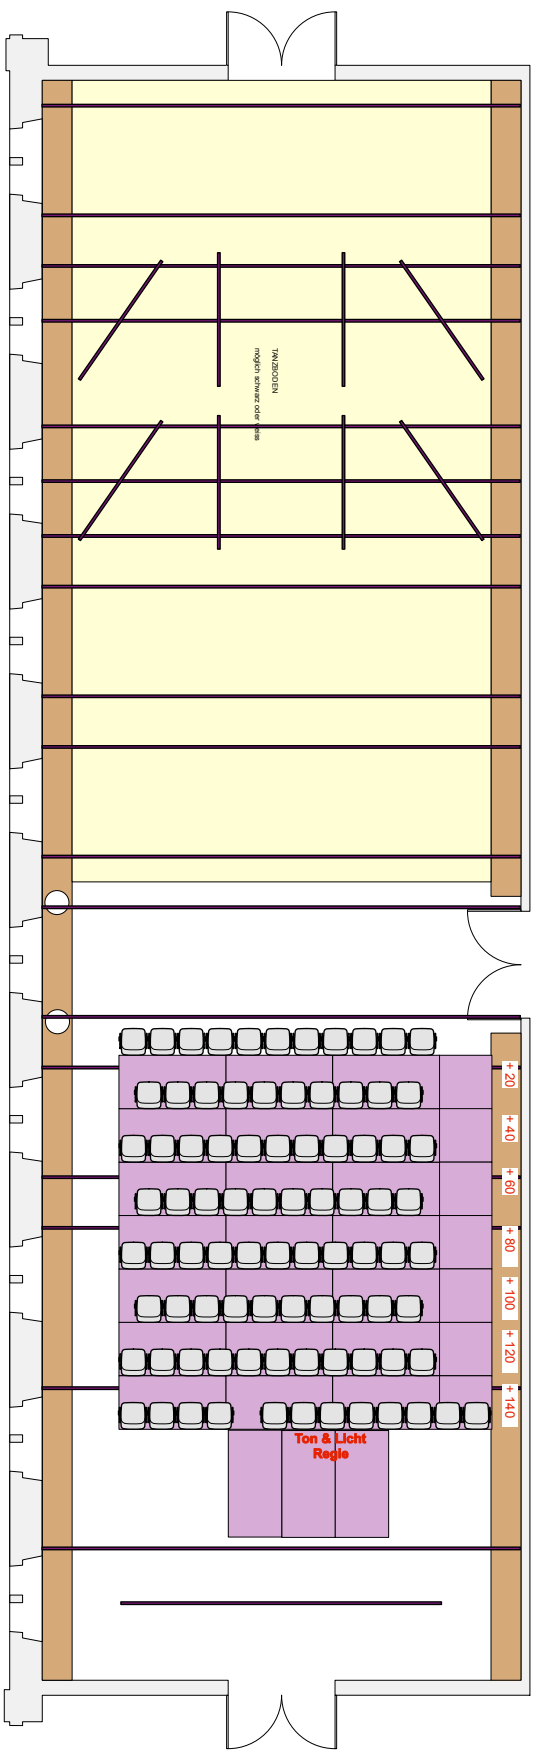 TANZBODEN
möglich schwarz oder weiss
+ 20
+ 40
+ 60
+ 80
+ 100
+ 120
+ 140
Ton & Licht
Regie